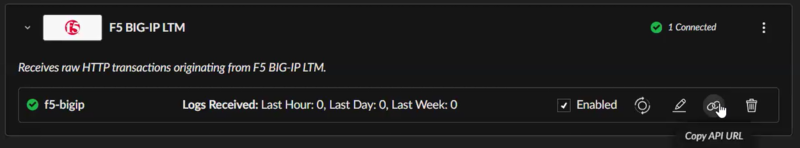 F5 BIG-IP LTM
1 Connected
Receives raw HTTP transactions originating from F5 BIG-IP LTM.
f5-bigip Logs Received: Last Hour: 0, Last Day: 0, Last Week: 0 Enabled
Copy API URL